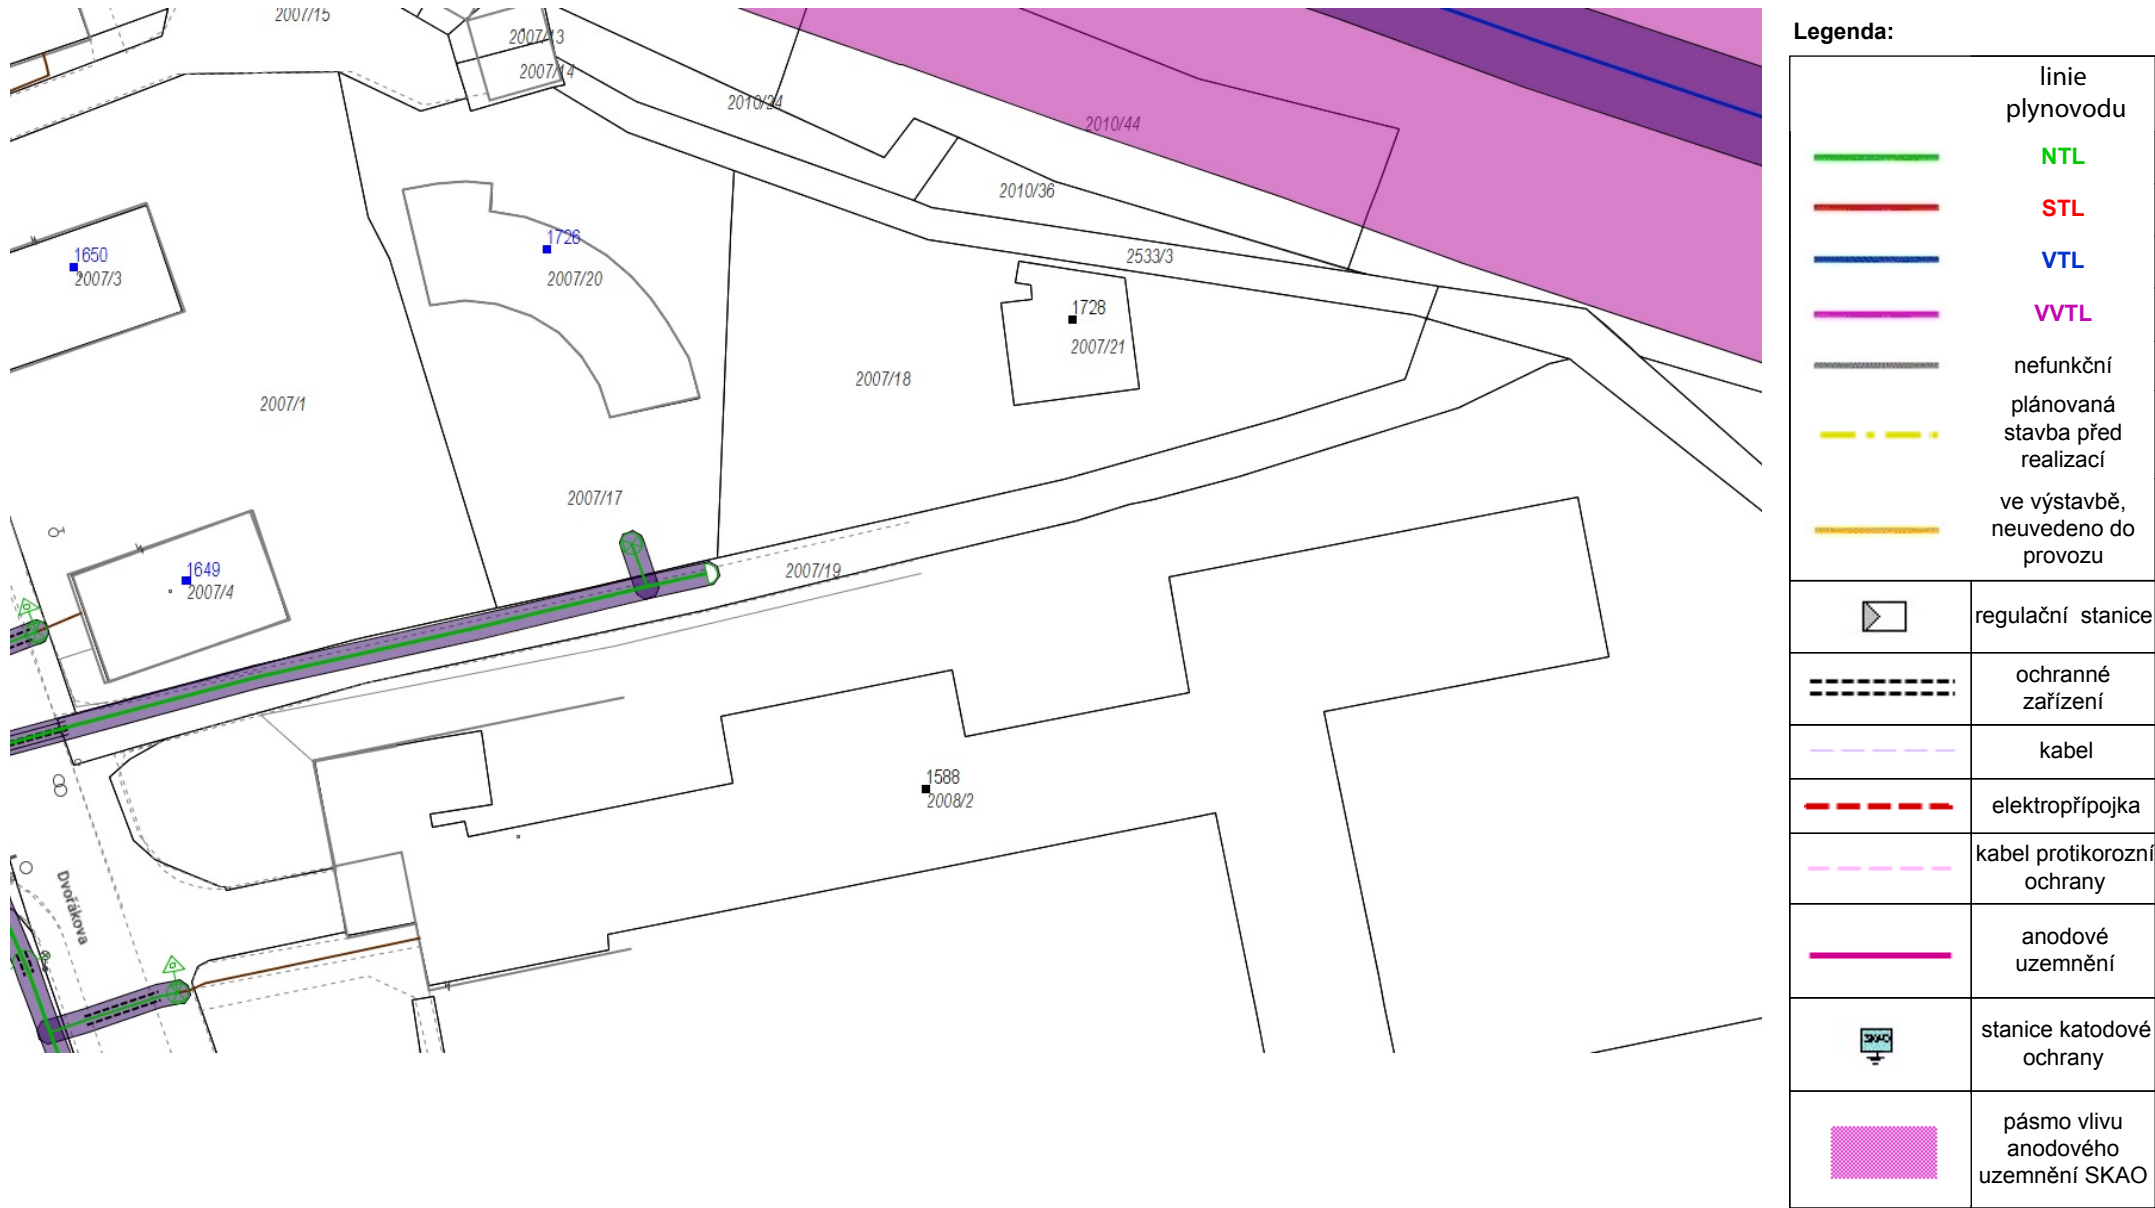 2007/15
2007/13
2007/14
2010/24
2010/44
2010/36
2533/3
1650
2007/3
1726
2007/20
1728
2007/21
2007/18
2007/1
2007/17
1649
2007/4
2007/19
1588
2008/2
Dvořákova
Legenda:
linie
plynovodu
NTL
STL
VTL
VVTL
nefunkční
plánovaná
stavba před
realizací
ve výstavbě,
neuvedeno do
provozu
regulační stanice
ochranné
zařízení
kabel
elektropřípojka
kabel protikorozní
ochrany
anodové
uzemnění
SKAO
stanice katodové
ochrany
pásmo vlivu
anodového
uzemnění SKAO